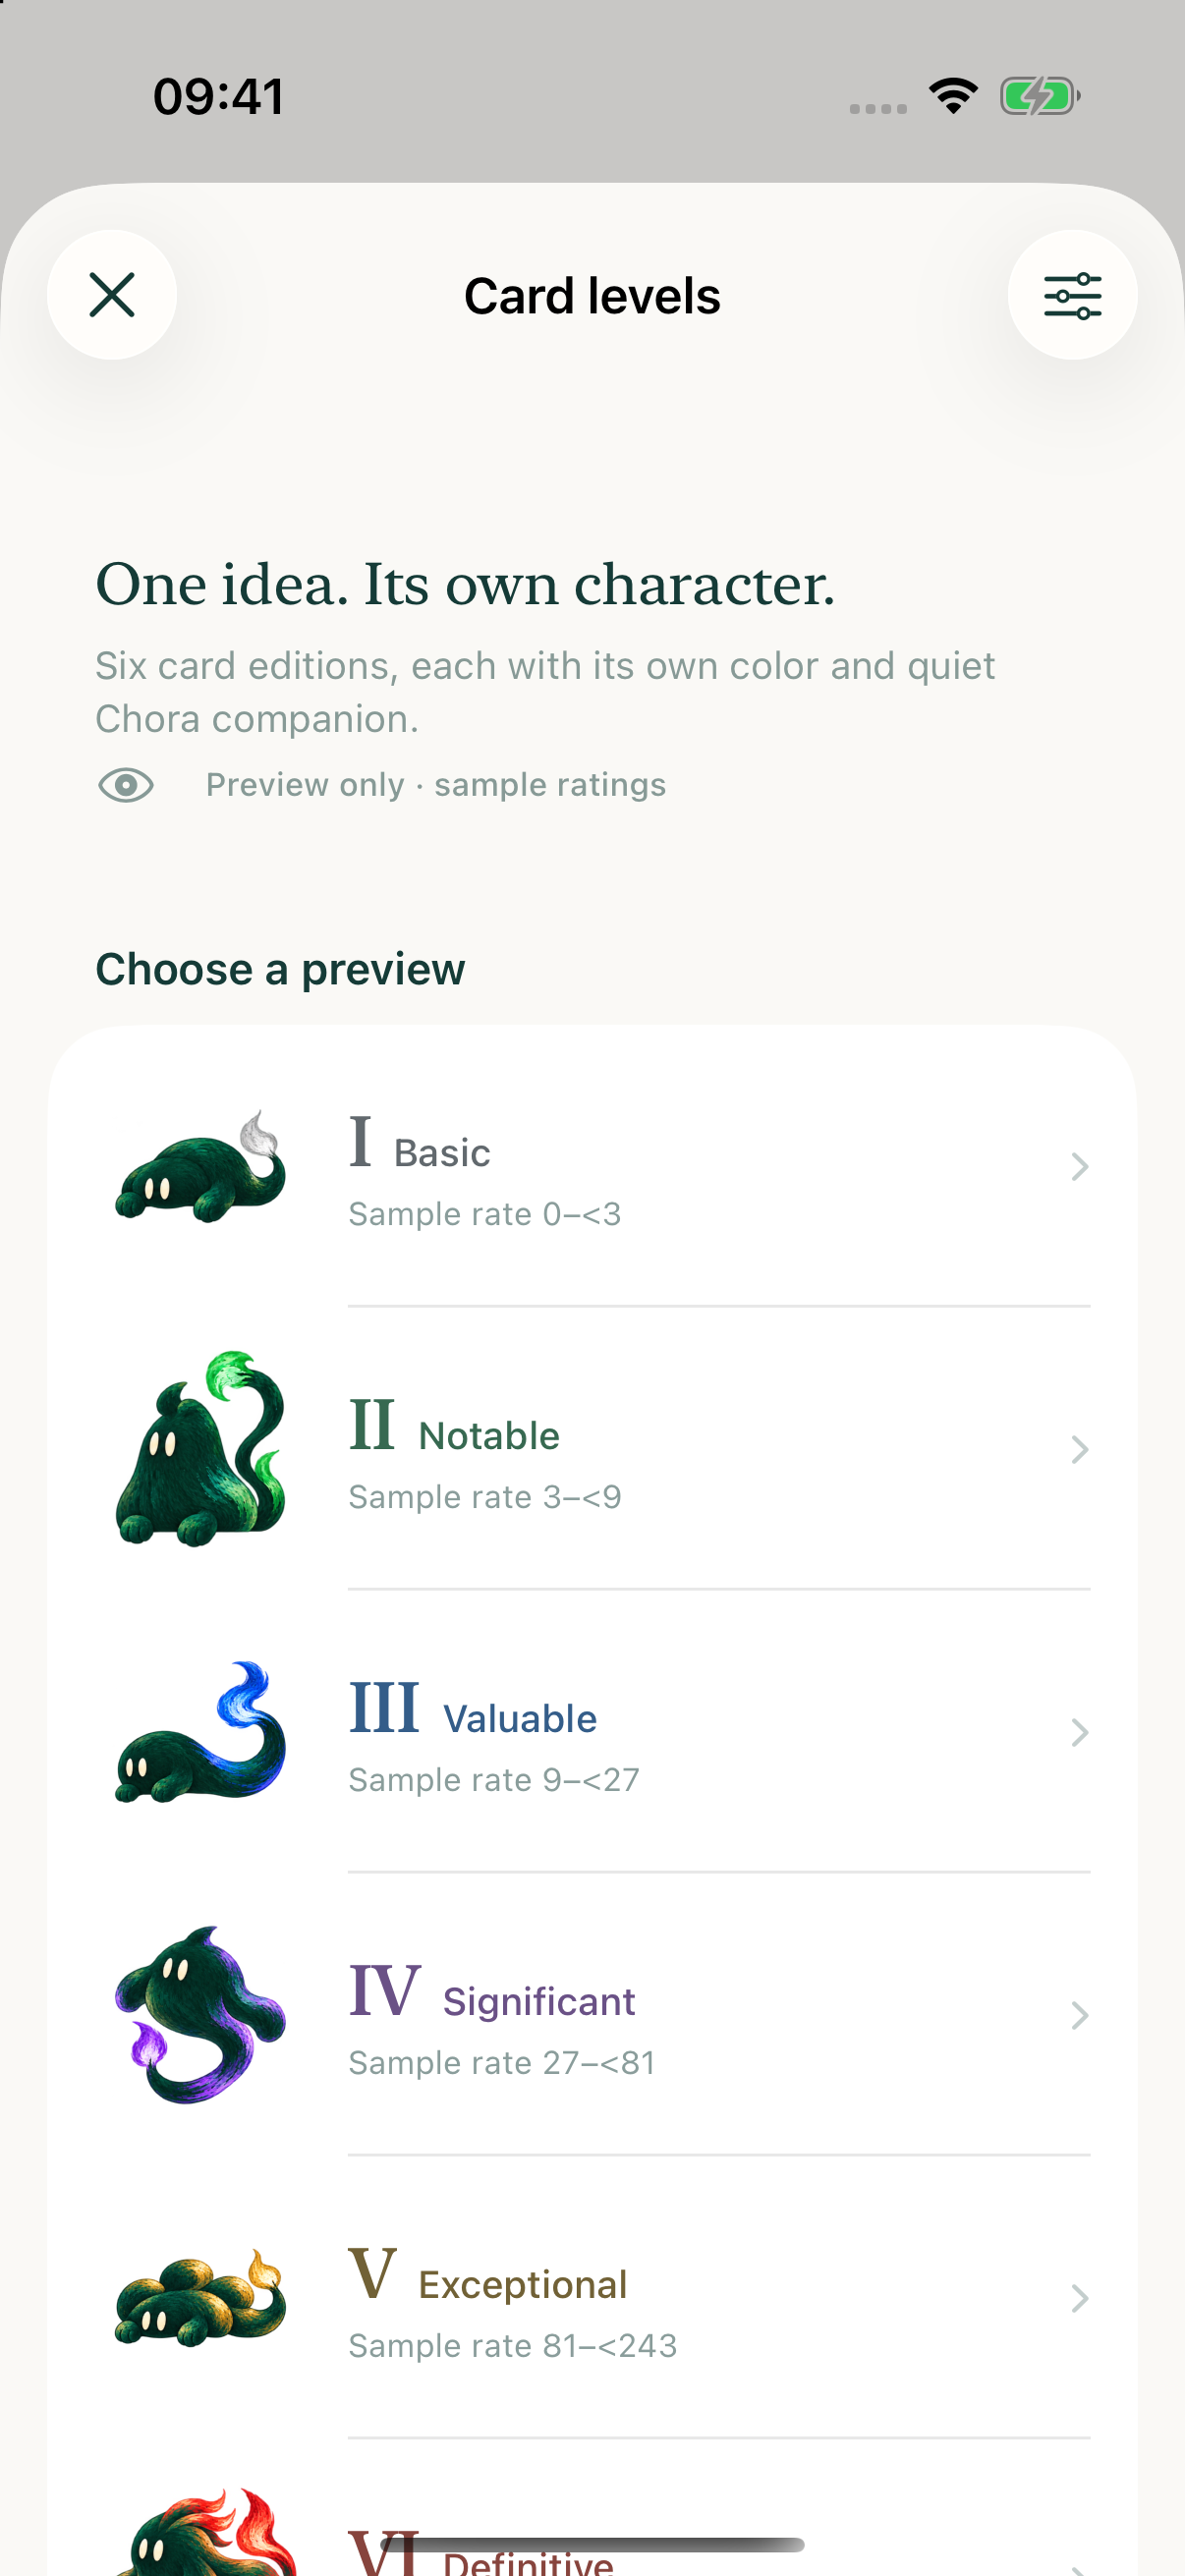 09:41
Card levels
One idea. Its own character.
Six card editions, each with its own color and quiet
Chora companion.
Preview only · sample ratings
Choose a preview
I Basic
Sample rate 0–<3
II Notable
Sample rate 3–<9
III Valuable
Sample rate 9–<27
IV Significant
Sample rate 27–<81
V Exceptional
Sample rate 81–<243
VI Definitive